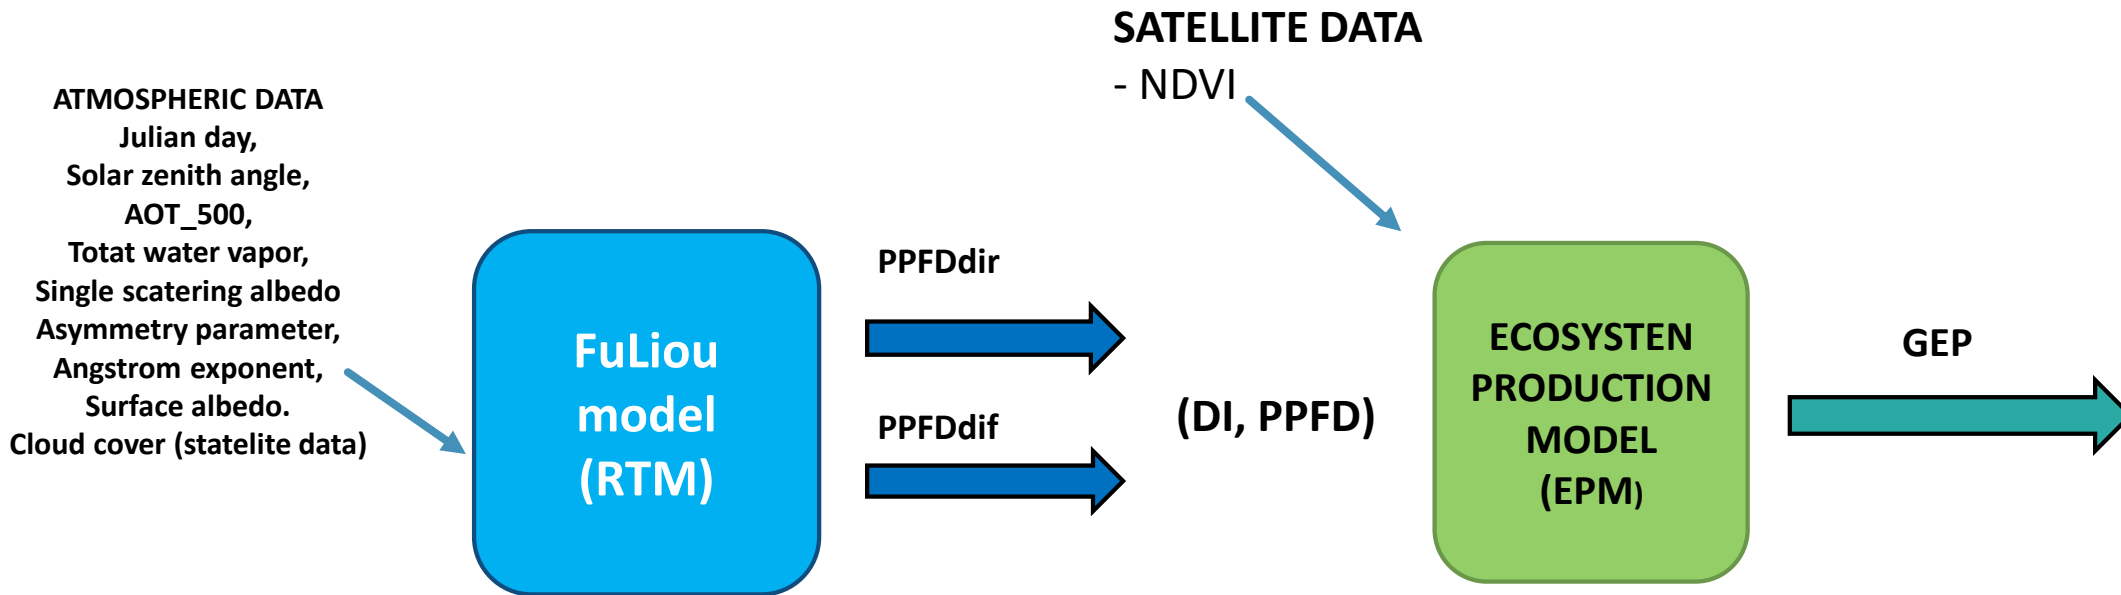 SATELLITE DATA
- NDVI
ATMOSPHERIC DATA
Julian day,
Solar zenith angle,
AOT_500,
Totat water vapor,
Single scatering albedo
Asymmetry parameter,
Angstrom exponent,
Surface albedo.
Cloud cover (statelite data)
FuLiou
model
(RTM)
PPFDdir
PPFDdif
(DI, PPFD)
ECOSYSTEN
PRODUCTION
MODEL
(EPM)
GEP